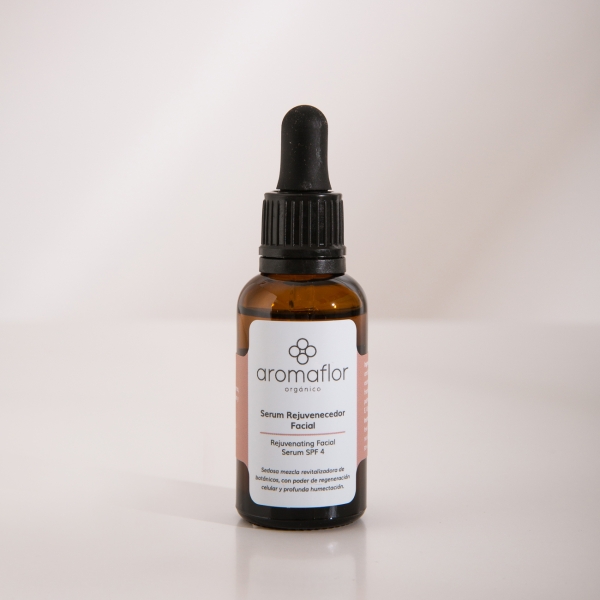 aromaflor
orgánico
Serum Rejuvenecedor
Facial
Rejuvenating Facial
Serum SPF 4
Sedosa mezcla revitalizadora de
botánicos, con poder de regeneración
celular y profunda humectación.